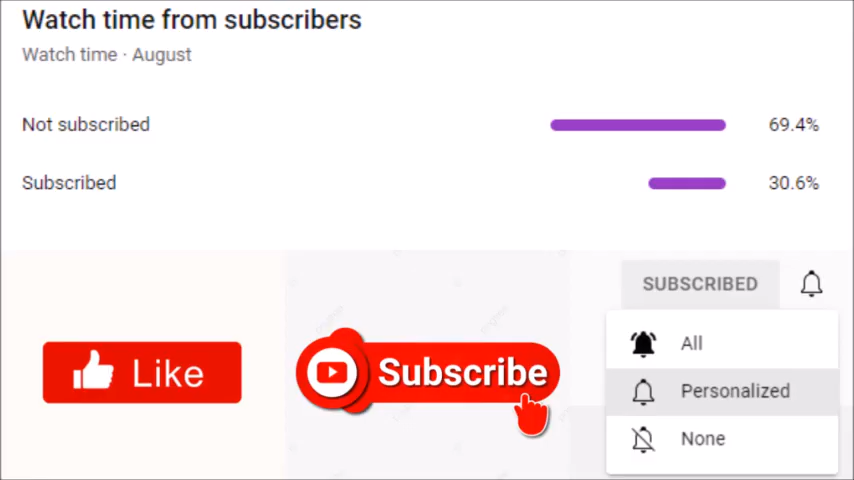 Watch time from subscribers
Watch time · August
Not subscribed 69.4%
Subscribed 30.6%
SUBSCRIBED
All
Like
Subscribe
Personalized
None